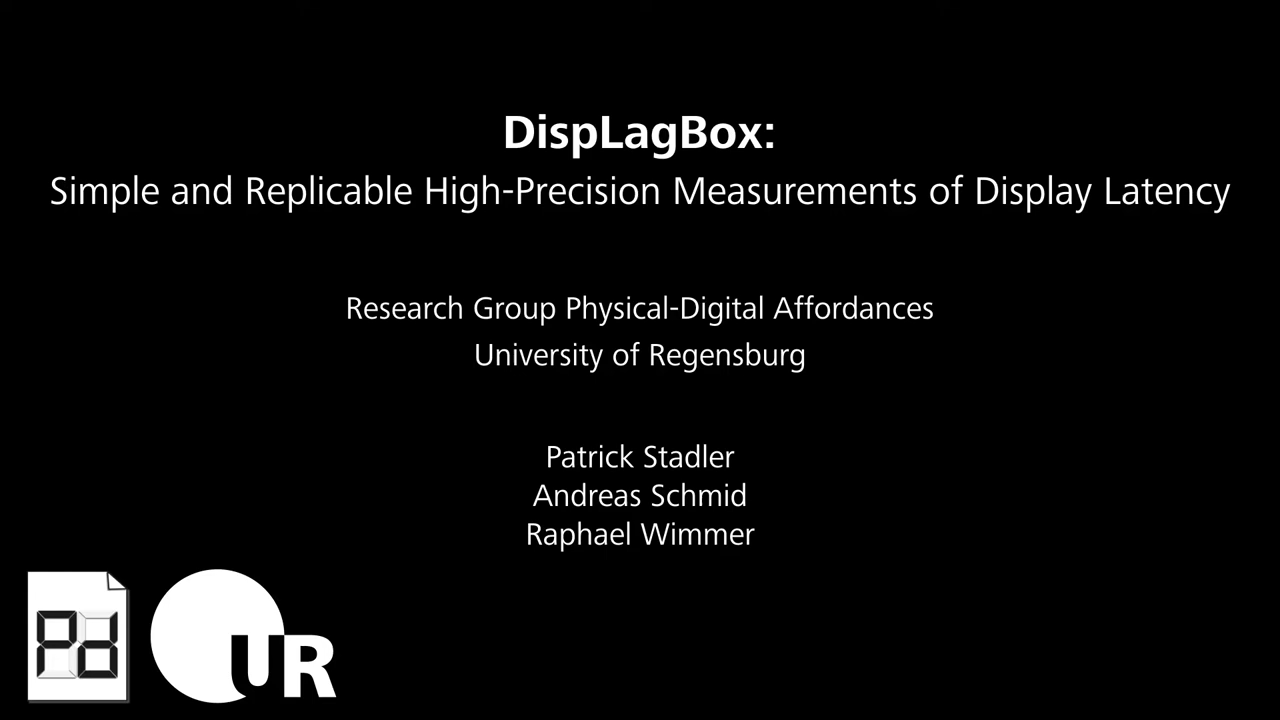 DispLagBox:
Simple and Replicable High-Precision Measurements of Display Latency
Research Group Physical-Digital Affordances
University of Regensburg
Patrick Stadler
Andreas Schmid
Raphael Wimmer
Pd
UR